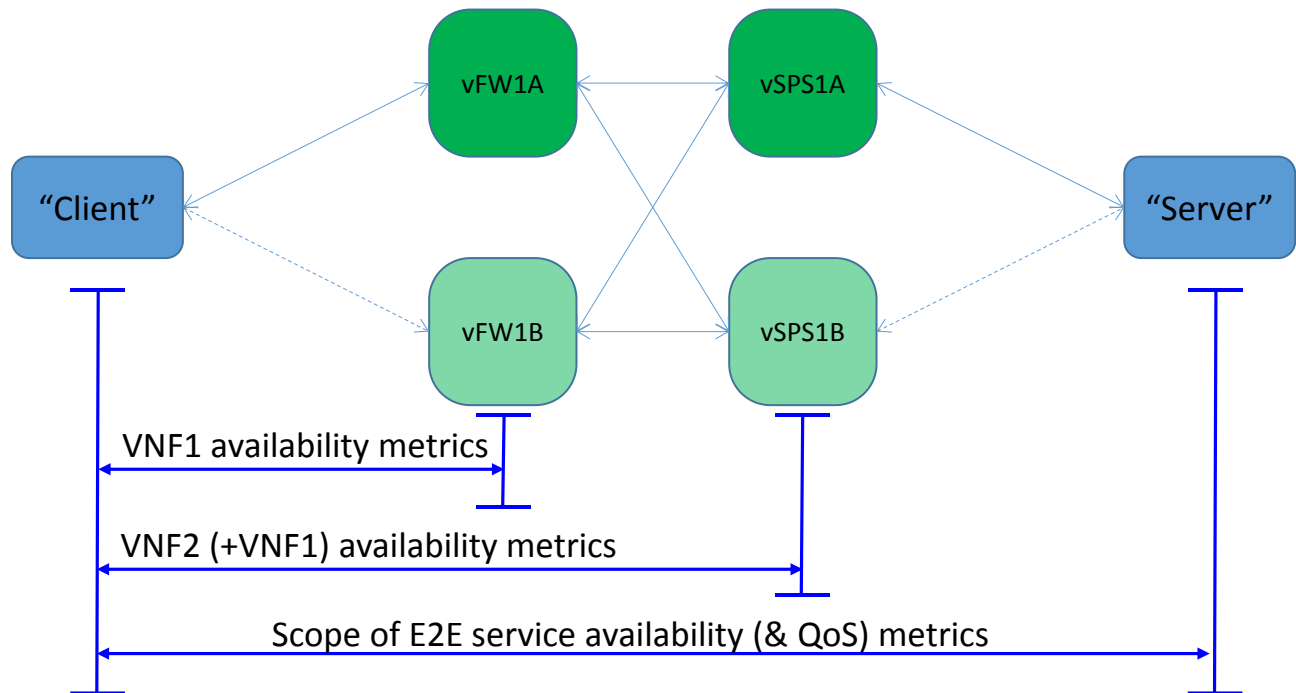 vFW1A
vSPS1A
“Client”
“Server”
vFW1B
vSPS1B
VNF1 availability metrics
VNF2 (+VNF1) availability metrics
Scope of E2E service availability (& QoS) metrics